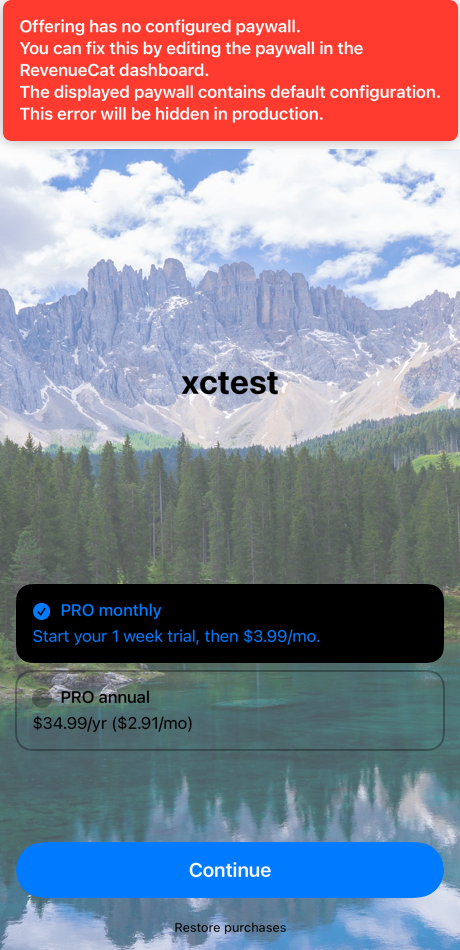 Offering has no configured paywall.
You can fix this by editing the paywall in the
RevenueCat dashboard.
The displayed paywall contains default configuration.
This error will be hidden in production.
xctest
PRO monthly
Start your 1 week trial, then $3.99/mo.
PRO annual
$34.99/yr ($2.91/mo)
Continue
Restore purchases